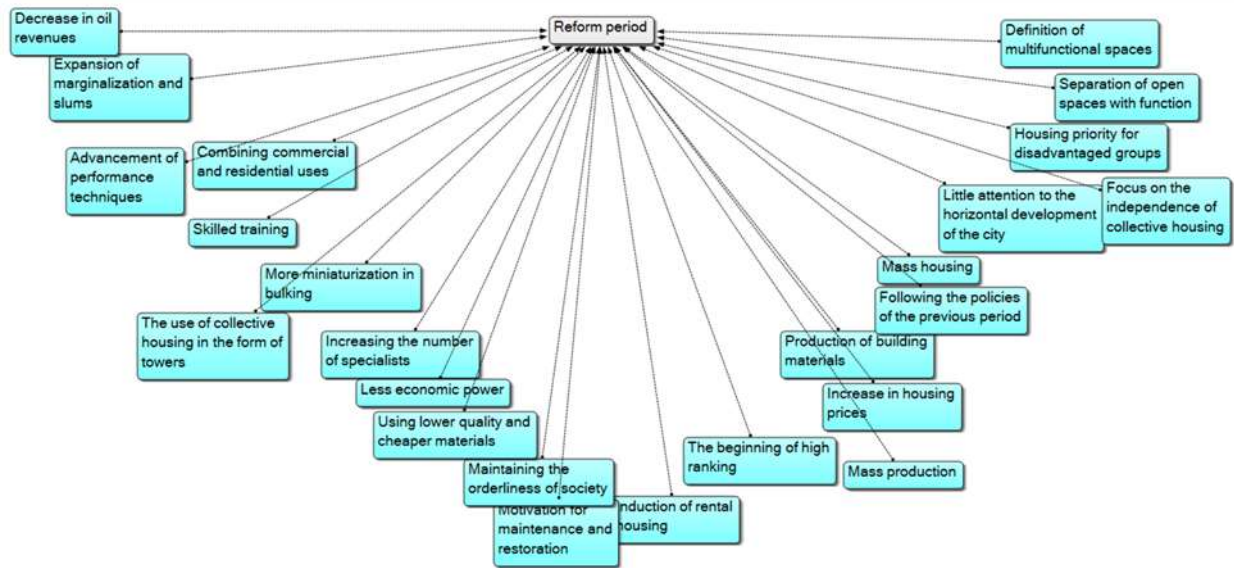 Reform period
Decrease in oil
revenues
Expansion of
marginalization and
slums
Advancement of
performance
techniques
Combining commercial
and residential uses
Skilled training
More miniaturization in
bulking
The use of collective
housing in the form of
towers
Increasing the number
of specialists
Less economic power
Using lower quality and
cheaper materials
Maintaining the
orderliness of society
Motivation for
maintenance and
restoration
of rental
housing
The beginning of high
ranking
Mass production
Increase in housing
prices
Production of building
materials
Following the policies
of the previous period
Mass housing
Little attention to the
horizontal development
of the city
Focus on the
independence of
collective housing
Housing priority for
disadvantaged groups
Separation of open
spaces with function
Definition of
multifunctional spaces